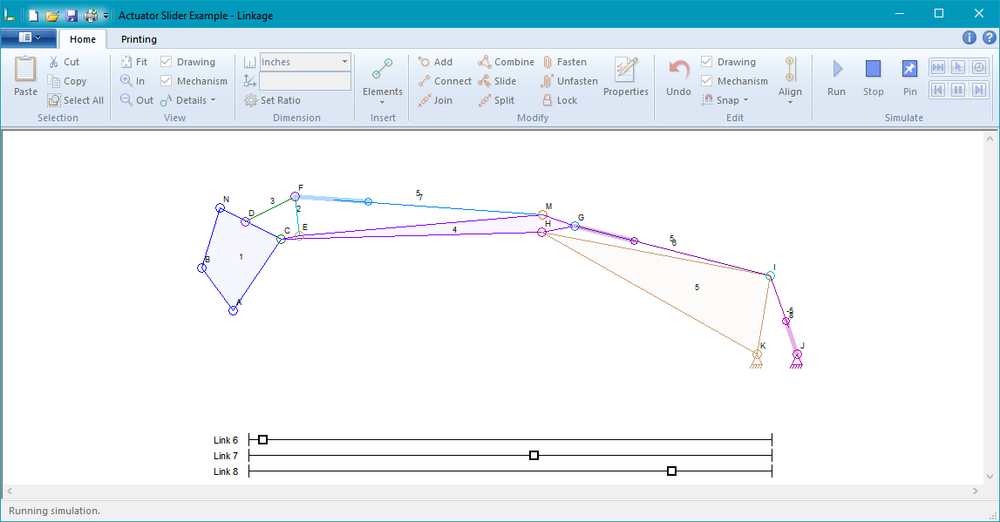 Actuator Slider Example - Linkage
Home Printing
Cut Fit Drawing Inches Add Combine Fasten Drawing
Copy In Mechanism Connect Slide Unfasten Mechanism
Paste Select All Out Details Set Ratio Elements Join Split Lock Properties Undo Snap Align Run Stop Pin
Selection View Dimension Insert Modify Edit Simulate
F
N 3 5
7
D 2 M
C E H G
4 5
6
B 1
I
5
A -5
8
K J
Link 6
Link 7
Link 8
Running simulation.